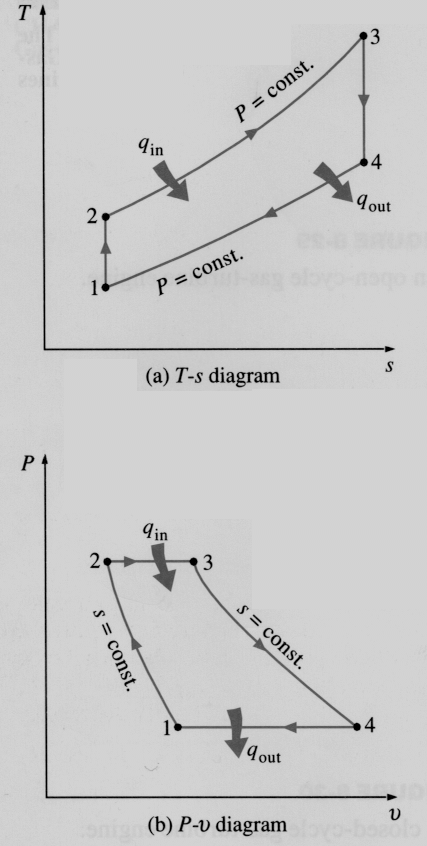 T
3
P = const.
q_in
4
q_out
2
P = const.
1
s
(a) T-s diagram
P
q_in
2
3
s = const.
s = const.
1
4
q_out
υ
(b) P-υ diagram